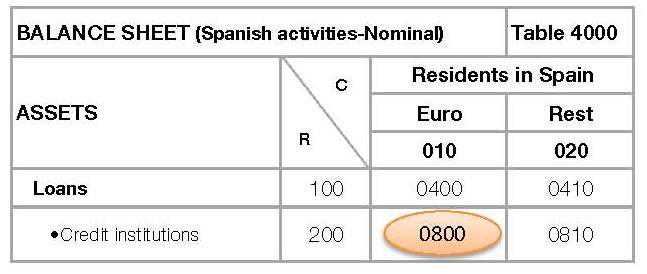 BALANCE SHEET (Spanish activities-Nominal) Table 4000
ASSETS
C
R
Residents in Spain
Euro Rest
010 020
Loans 100 0400 0410
•Credit institutions 200 0800 0810